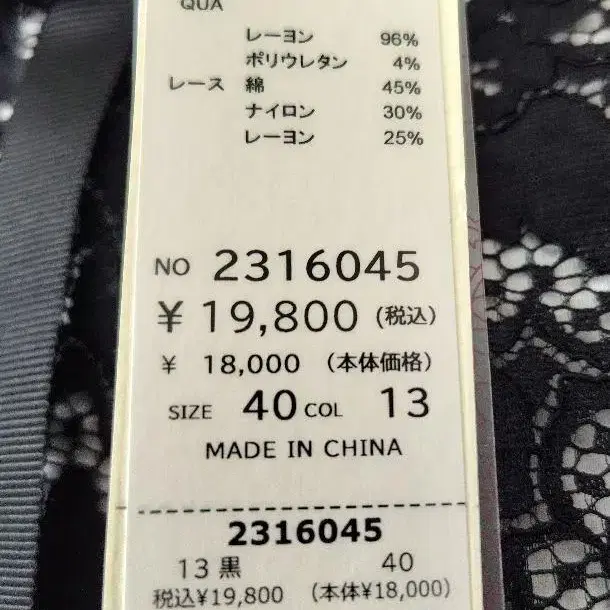 QUA
レーヨン 96%
ポリウレタン 4%
レース 綿 45%
ナイロン 30%
レーヨン 25%
NO 2316045
¥ 19,800 (税込)
¥ 18,000 (本体価格)
SIZE 40 COL 13
MADE IN CHINA
2316045
13 黒 40
税込¥19,800 (本体¥18,000)